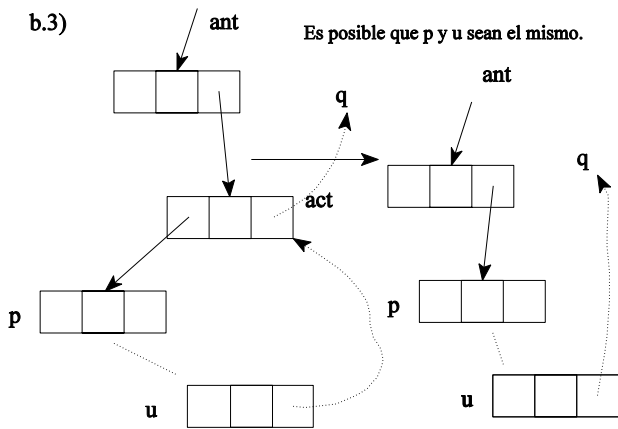 b.3)
ant
Es posible que p y u sean el mismo.
ant
q
q
act
p
p
u
u